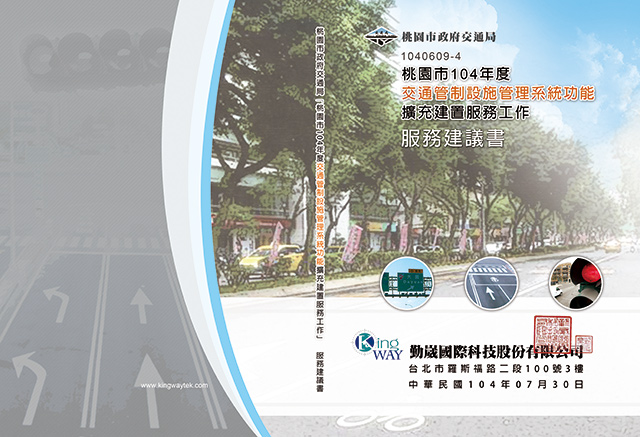 桃園市政府交通局
1040609-4
桃園市104年度
交通管制設施管理系統功能
擴充建置服務工作
服務建議書
桃園市政府交通局「桃園市104年度交通管制設施管理系統功能擴充建置服務工作」 服務建議書
King
WAY
勤崴國際科技股份有限公司
台北市羅斯福路二段100號3樓
中華民國104年07月30日
www.kingwaytek.com